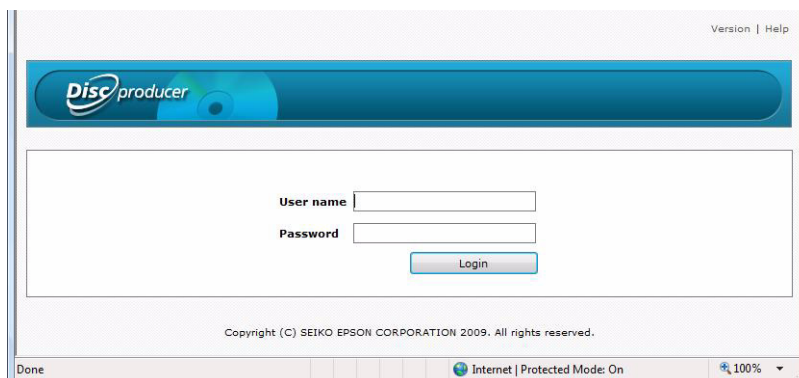 Version | Help
Disc producer
User name
Password
Login
Copyright (C) SEIKO EPSON CORPORATION 2009. All rights reserved.
Done Internet | Protected Mode: On 100%